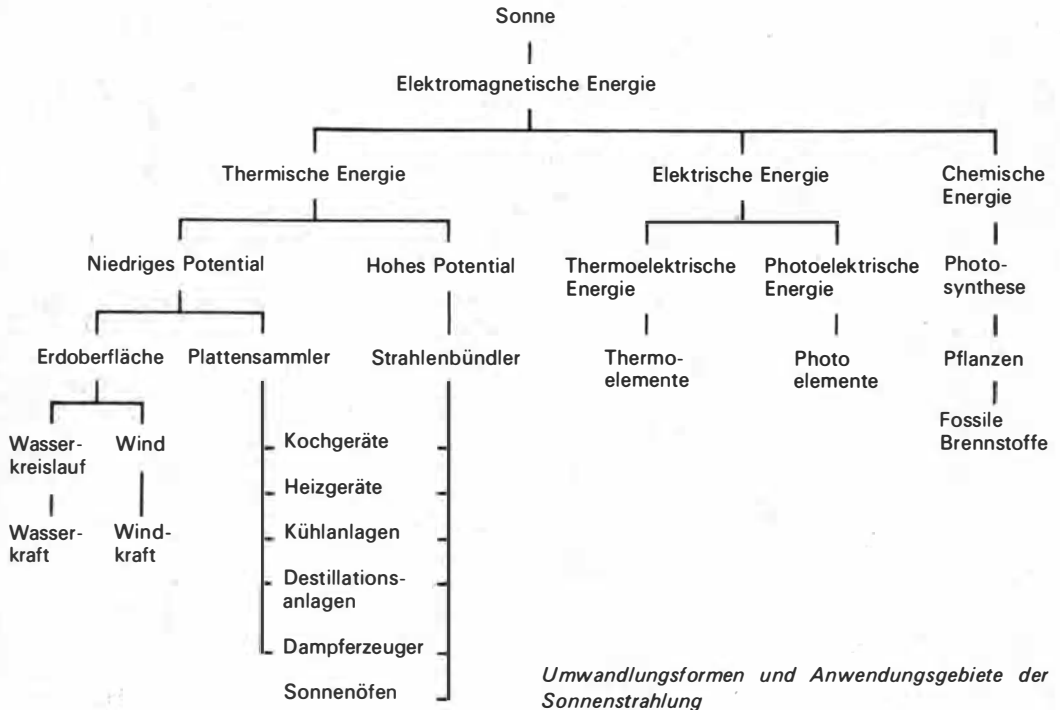 Sonne
Elektromagnetische Energie
Thermische Energie
Elektrische Energie
Chemische
Energie
Niedriges Potential
Hohes Potential
Thermoelektrische
Energie
Photoelektrische
Energie
Photo-
synthese
Erdoberfläche
Plattensammler
Strahlenbündler
Thermo-
elemente
Photo
elemente
Pflanzen
Fossile
Brennstoffe
Wasser-
kreislauf
Wind
Wasser-
kraft
Wind-
kraft
Kochgeräte
Heizgeräte
Kühlanlagen
Destillations-
anlagen
Dampferzeuger
Sonnenöfen
Umwandlungsformen und Anwendungsgebiete der
Sonnenstrahlung